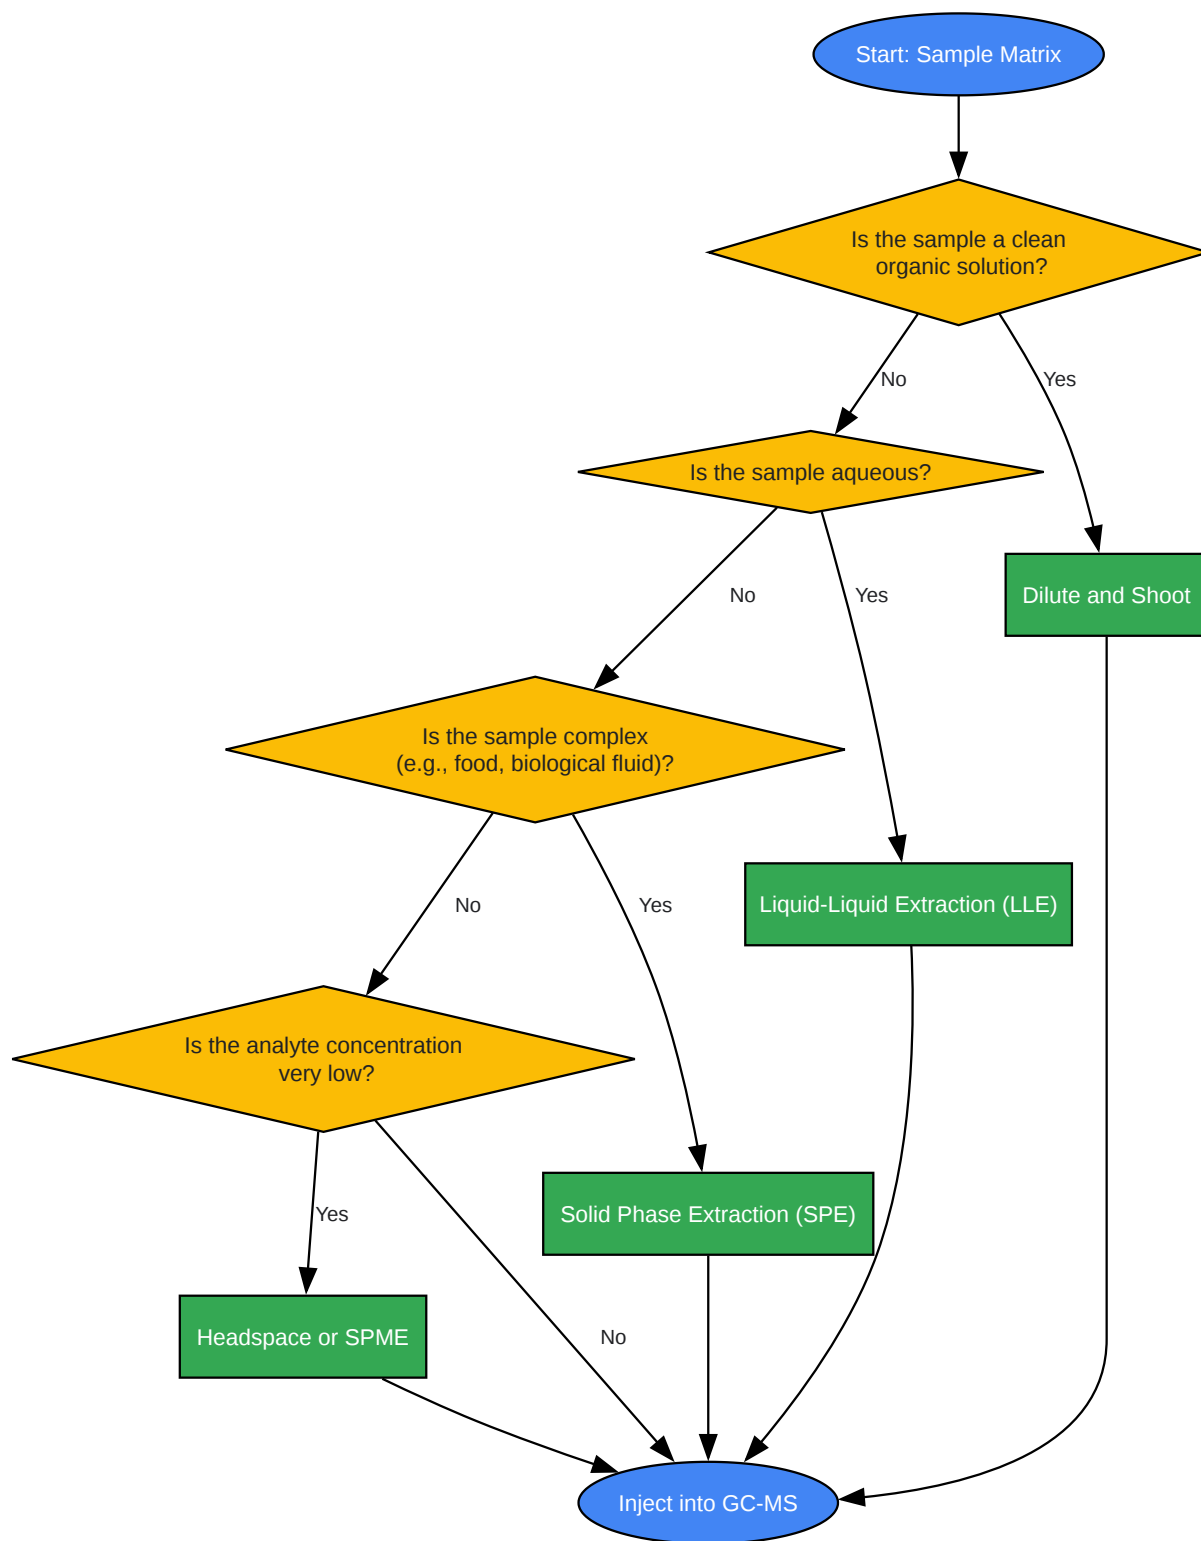 Start: Sample Matrix
Is the sample a clean
organic solution?
No
Yes
Is the sample aqueous?
No
Yes
Dilute and Shoot
Is the sample complex
(e.g., food, biological fluid)?
No
Yes
Liquid-Liquid Extraction (LLE)
Is the analyte concentration
very low?
Yes
Solid Phase Extraction (SPE)
Headspace or SPME
No
Inject into GC-MS